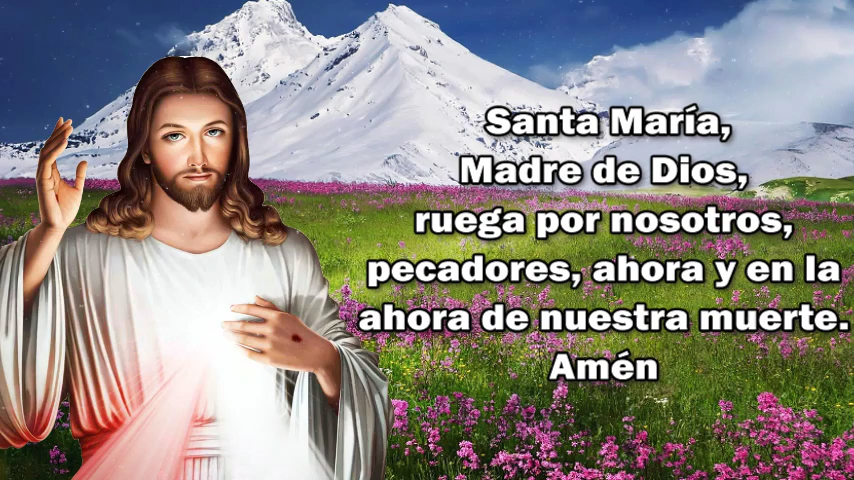 Santa María,
Madre de Dios,
ruega por nosotros,
pecadores, ahora y en la
ahora de nuestra muerte.
Amén